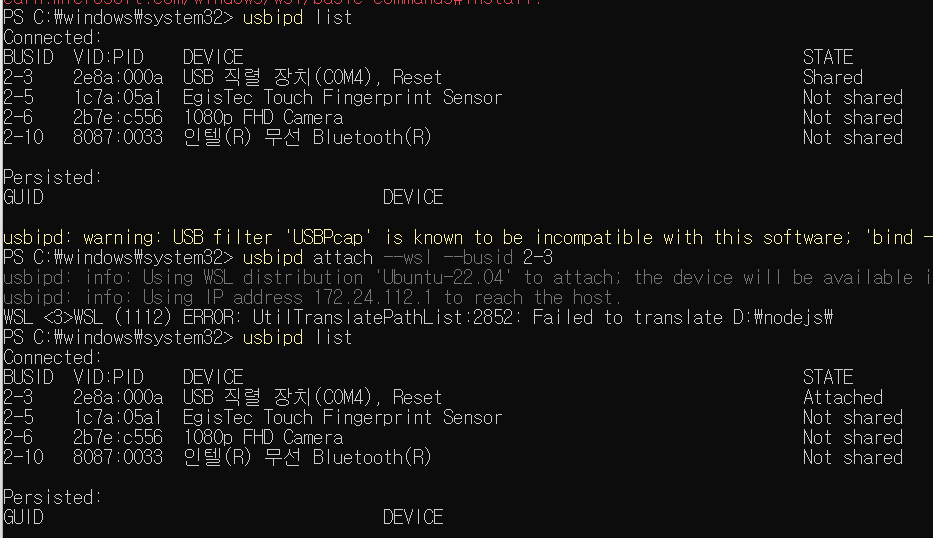 earn.microsoft.com/windows/wsl/basic-commands#install.
PS C:\windows\system32> usbipd list
Connected:
BUSID  VID:PID    DEVICE                                                        STATE
2-3    2e8a:000a  USB 직렬 장치(COM4), Reset                                    Shared
2-5    1c7a:05a1  EgisTec Touch Fingerprint Sensor                              Not shared
2-6    2b7e:c556  1080p FHD Camera                                              Not shared
2-10   8087:0033  인텔(R) 무선 Bluetooth(R)                                     Not shared
Persisted:
GUID                                  DEVICE
usbipd: warning: USB filter 'USBPcap' is known to be incompatible with this software; 'bind -
PS C:\windows\system32> usbipd attach --wsl --busid 2-3
usbipd: info: Using WSL distribution 'Ubuntu-22.04' to attach; the device will be available i
usbipd: info: Using IP address 172.24.112.1 to reach the host.
WSL <3>WSL (1112) ERROR: UtilTranslatePathList:2852: Failed to translate D:\nodejs\
PS C:\windows\system32> usbipd list
Connected:
BUSID  VID:PID    DEVICE                                                        STATE
2-3    2e8a:000a  USB 직렬 장치(COM4), Reset                                    Attached
2-5    1c7a:05a1  EgisTec Touch Fingerprint Sensor                              Not shared
2-6    2b7e:c556  1080p FHD Camera                                              Not shared
2-10   8087:0033  인텔(R) 무선 Bluetooth(R)                                     Not shared
Persisted:
GUID                                  DEVICE